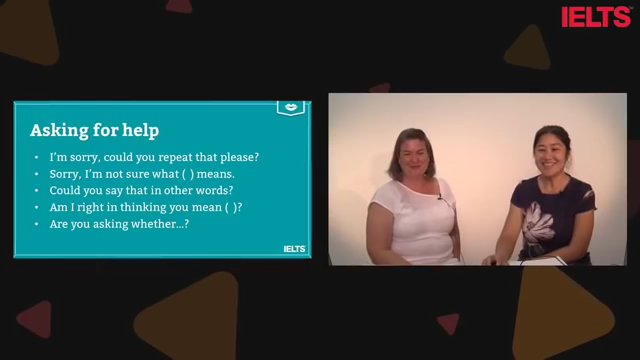 IELTS
Asking for help
• I'm sorry, could you repeat that please?
• Sorry, I'm not sure what ( ) means.
• Could you say that in other words?
• Am I right in thinking you mean ( )?
• Are you asking whether...?
IELTS